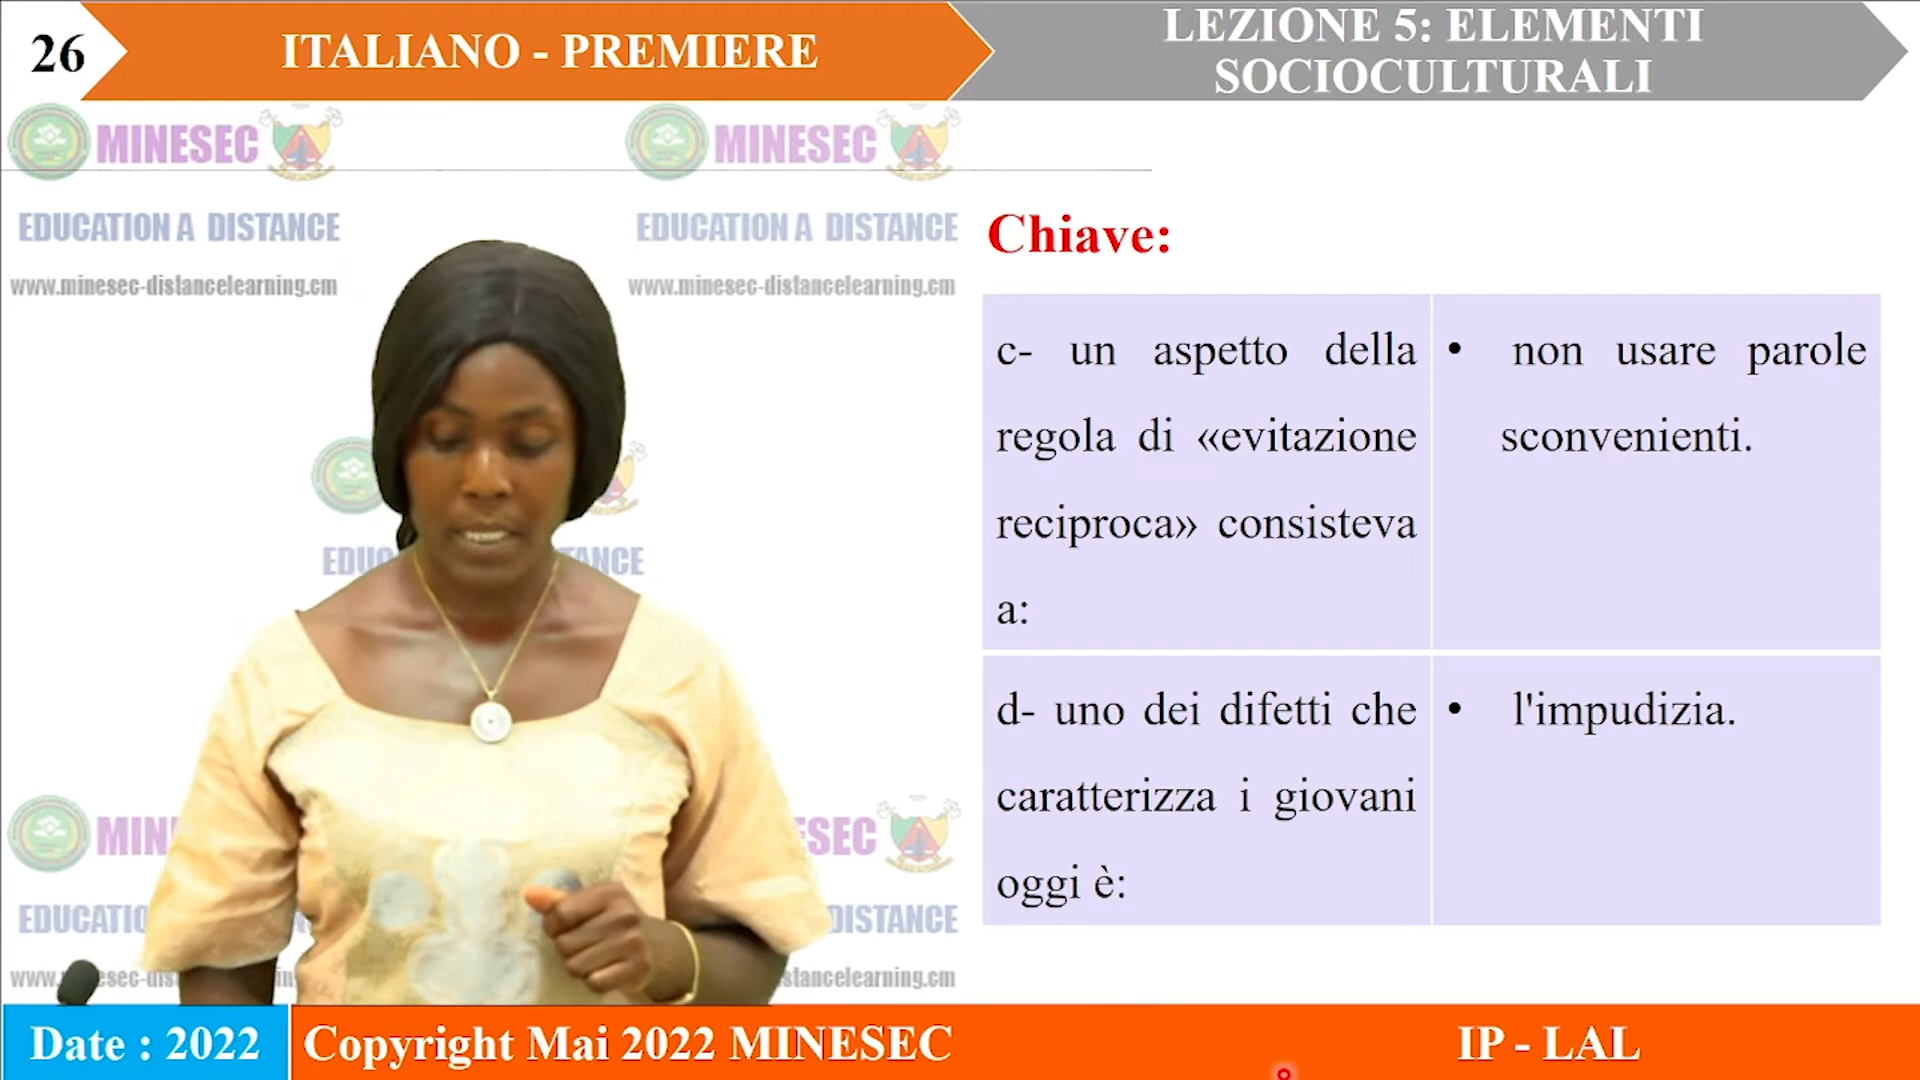 26
ITALIANO - PREMIERE
LEZIONE 5: ELEMENTI
SOCIOCULTURALI
MINESEC
MINESEC
EDUCATION A DISTANCE
EDUCATION A DISTANCE
www.minesec-distancelearning.cm
www.minesec-distancelearning.cm
Chiave:
c- un aspetto della
regola di «evitazione
reciproca» consisteva
a:
• non usare parole
sconvenienti.
d- uno dei difetti che
caratterizza i giovani
oggi è:
• l'impudizia.
Date : 2022
Copyright Mai 2022 MINESEC
IP - LAL